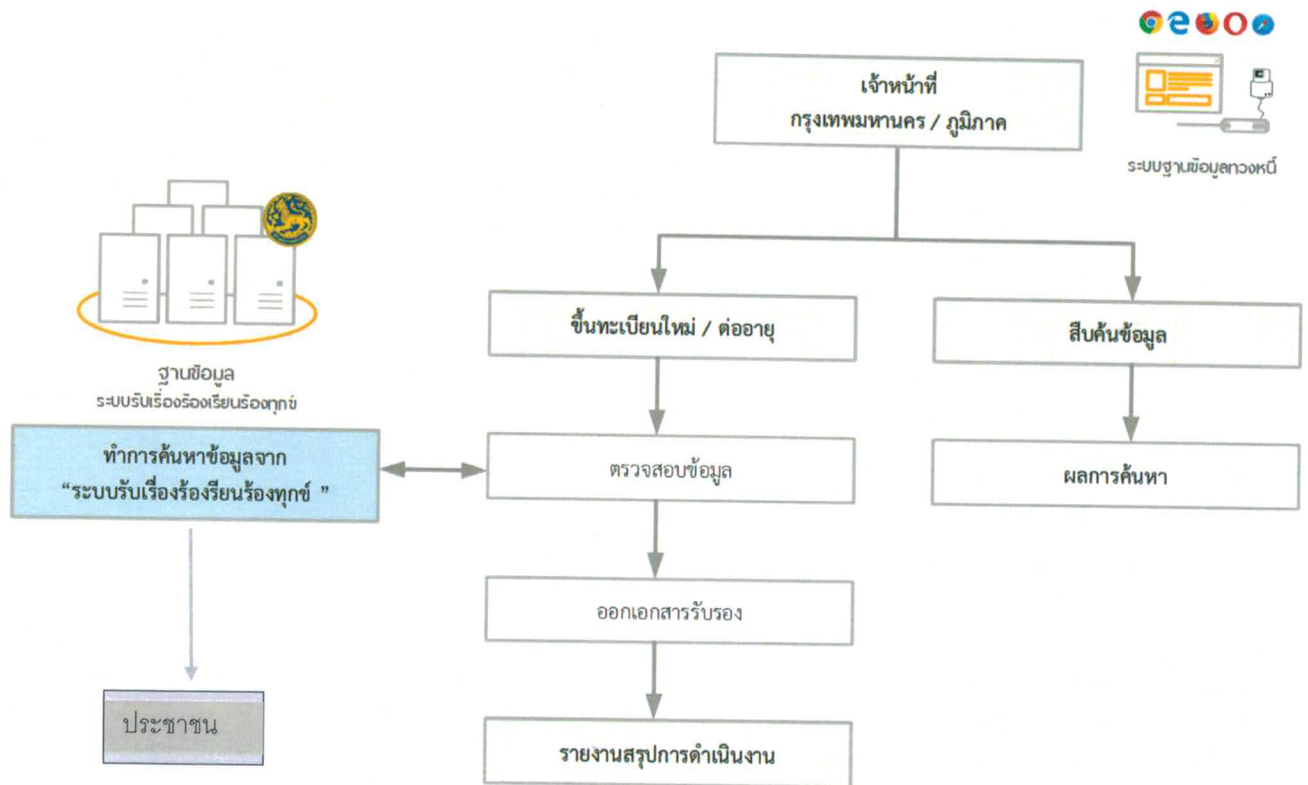 เจ้าหน้าที่
กรุงเทพมหานคร / ภูมิภาค
ระบบฐานข้อมูลทวงหนี้
ขึ้นทะเบียนใหม่ / ต่ออายุ
สืบค้นข้อมูล
ฐานข้อมูล
ระบบรับเรื่องร้องเรียนร้องทุกข์
ทำการค้นหาข้อมูลจาก
“ระบบรับเรื่องร้องรียนร้องทุกข์ ”
ตรวจสอบข้อมูล
ผลการค้นหา
ออกเอกสารรับรอง
ประชาชน
รายงานสรุปการดำเนินงาน